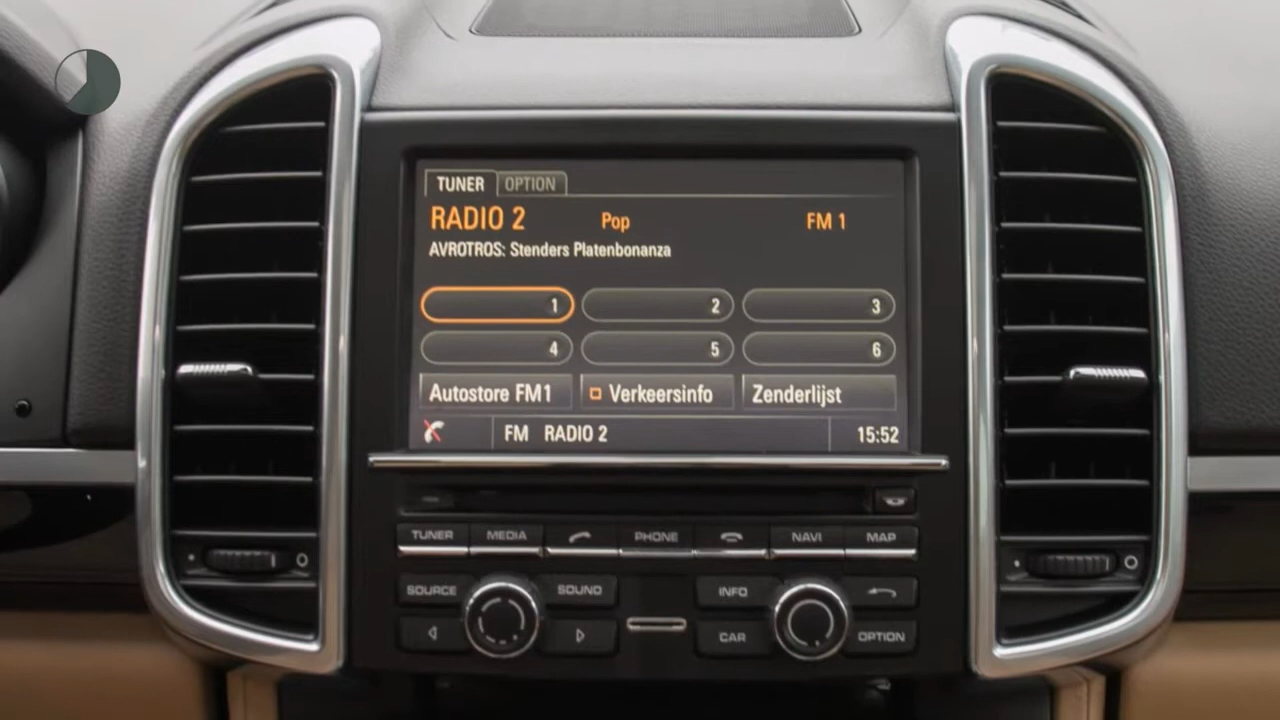 TUNER OPTION
RADIO 2 Pop FM 1
AVROTROS: Stenders Platenbonanza
1 2 3
4 5 6
Autostore FM1 Verkeersinfo Zenderlijst
FM RADIO 2 15:52
TUNER MEDIA PHONE NAVI MAP
SOURCE SOUND INFO
CAR OPTION